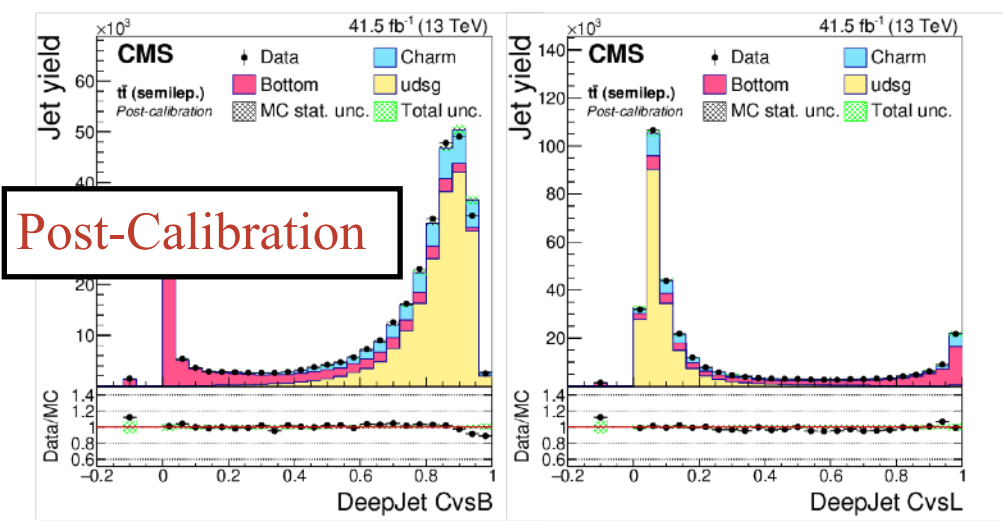 ×10³ 41.5 fb⁻¹ (13 TeV)
Jet yield
CMS
Data
Charm
Bottom
udsg
tt̄ (semilep.)
Post-calibration
MC stat. unc.
Total unc.
60
50
40
20
10
Post-Calibration
Data/MC
1.4
1.2
1
0.8
0.6
−0.2 0 0.2 0.4 0.6 0.8 1
DeepJet CvsB
×10³ 41.5 fb⁻¹ (13 TeV)
Jet yield
CMS
Data
Charm
Bottom
udsg
tt̄ (semilep.)
Post-calibration
MC stat. unc.
Total unc.
140
120
100
80
60
40
20
Data/MC
1.4
1.2
1
0.8
0.6
−0.2 0 0.2 0.4 0.6 0.8 1
DeepJet CvsL